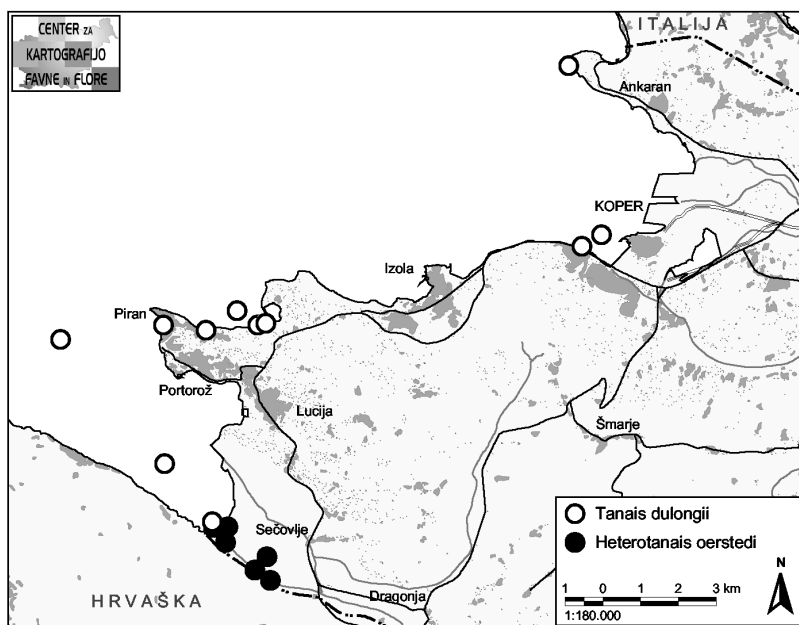 CENTER ZA
KARTOGRAFIJO
FAVNE IN FLORE
ITALIJA
Ankaran
KOPER
Izola
Piran
Portorož
Lucija
Šmarje
Sečovlje
Dragonja
HRVAŠKA
Tanais dulongii
Heterotanais oerstedi
N
1 0 1 2 3 km
1:180.000